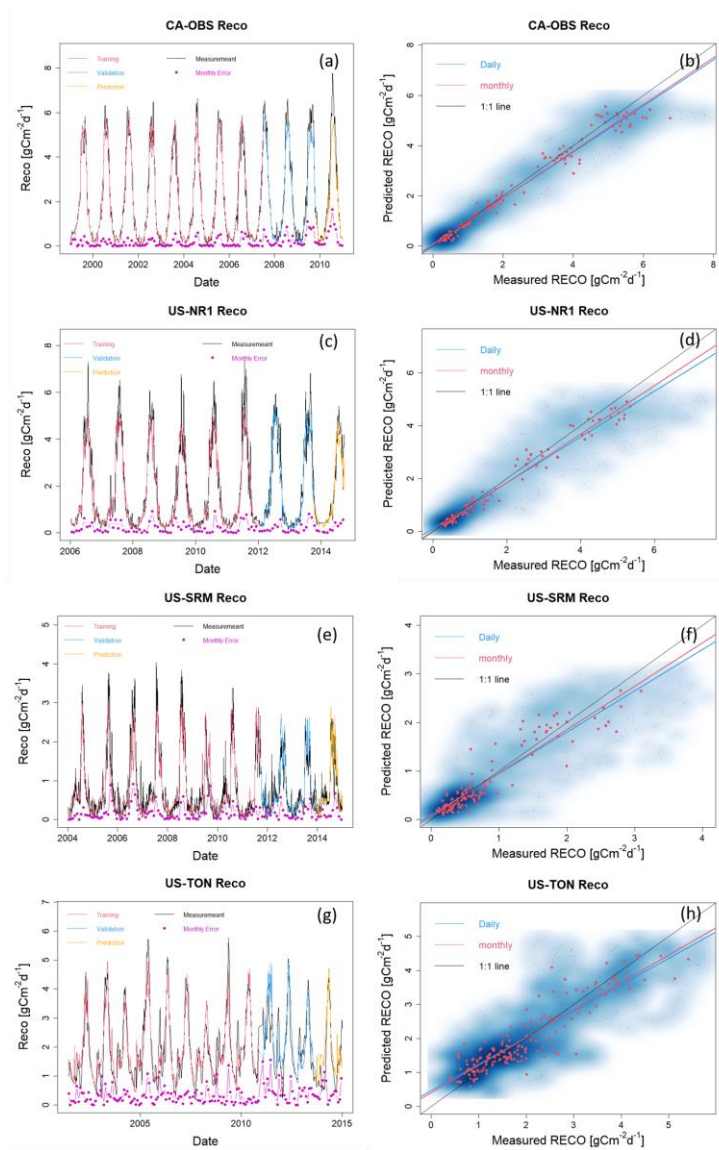 CA-OBS Reco
(a)
Training
Validation
Prediction
Measuremeant
Monthly Error
Reco [gCm⁻²d⁻¹]
8
6
4
2
0
2000 2002 2004 2006 2008 2010
Date
CA-OBS Reco
(b)
Daily
monthly
1:1 line
Predicted RECO [gCm⁻²d⁻¹]
8
6
4
2
0
0 2 4 6 8
Measured RECO [gCm⁻²d⁻¹]
US-NR1 Reco
(c)
Training
Validation
Prediction
Measuremeant
Monthly Error
Reco [gCm⁻²d⁻¹]
8
6
4
2
0
2006 2008 2010 2012 2014
Date
US-NR1 Reco
(d)
Daily
monthly
1:1 line
Predicted RECO [gCm⁻²d⁻¹]
6
4
2
0
0 2 4 6
Measured RECO [gCm⁻²d⁻¹]
US-SRM Reco
(e)
Training
Validation
Prediction
Measuremeant
Monthly Error
Reco [gCm⁻²d⁻¹]
5
4
3
2
1
0
2004 2006 2008 2010 2012 2014
Date
US-SRM Reco
(f)
Daily
monthly
1:1 line
Predicted RECO [gCm⁻²d⁻¹]
4
3
2
1
0
0 1 2 3 4
Measured RECO [gCm⁻²d⁻¹]
US-TON Reco
(g)
Training
Validation
Prediction
Measuremeant
Monthly Error
Reco [gCm⁻²d⁻¹]
7
6
5
4
3
2
1
0
2005 2010 2015
Date
US-TON Reco
(h)
Daily
monthly
1:1 line
Predicted RECO [gCm⁻²d⁻¹]
6
5
4
3
2
1
0
0 1 2 3 4 5
Measured RECO [gCm⁻²d⁻¹]